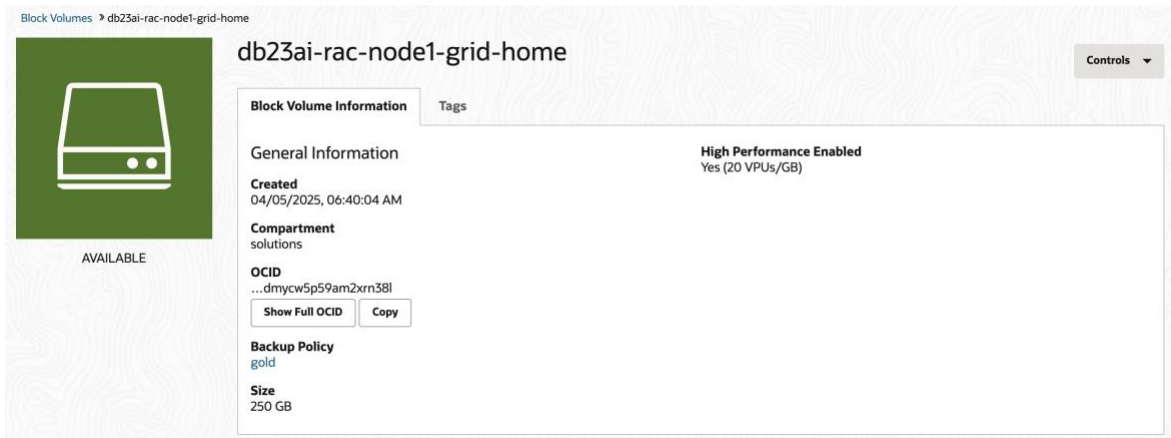 Block Volumes » db23ai-rac-node1-grid-home
db23ai-rac-node1-grid-home
Controls
Block Volume Information
Tags
General Information
Created
04/05/2025, 06:40:04 AM
Compartment
solutions
OCID
...dmycw5p59am2xrn38l
Show Full OCID
Copy
Backup Policy
gold
Size
250 GB
High Performance Enabled
Yes (20 VPUs/GB)
AVAILABLE